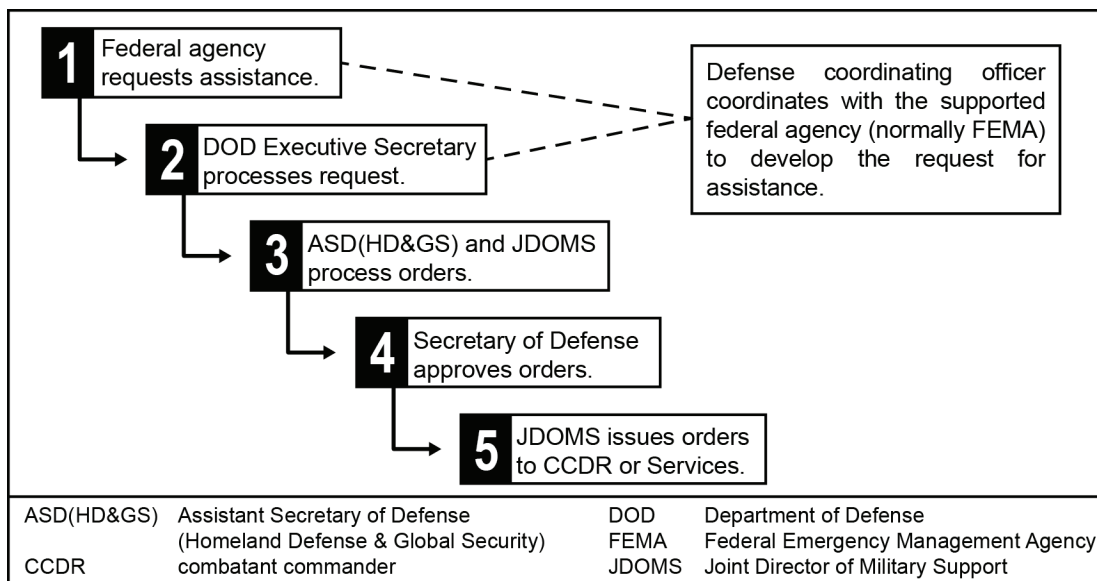 1 Federal agency
requests assistance.
Defense coordinating officer
coordinates with the supported
federal agency (normally FEMA)
to develop the request for
assistance.
2 DOD Executive Secretary
processes request.
3 ASD(HD&GS) and JDOMS
process orders.
4 Secretary of Defense
approves orders.
5 JDOMS issues orders
to CCDR or Services.
ASD(HD&GS) Assistant Secretary of Defense
(Homeland Defense & Global Security)
CCDR combatant commander
DOD Department of Defense
FEMA Federal Emergency Management Agency
JDOMS Joint Director of Military Support